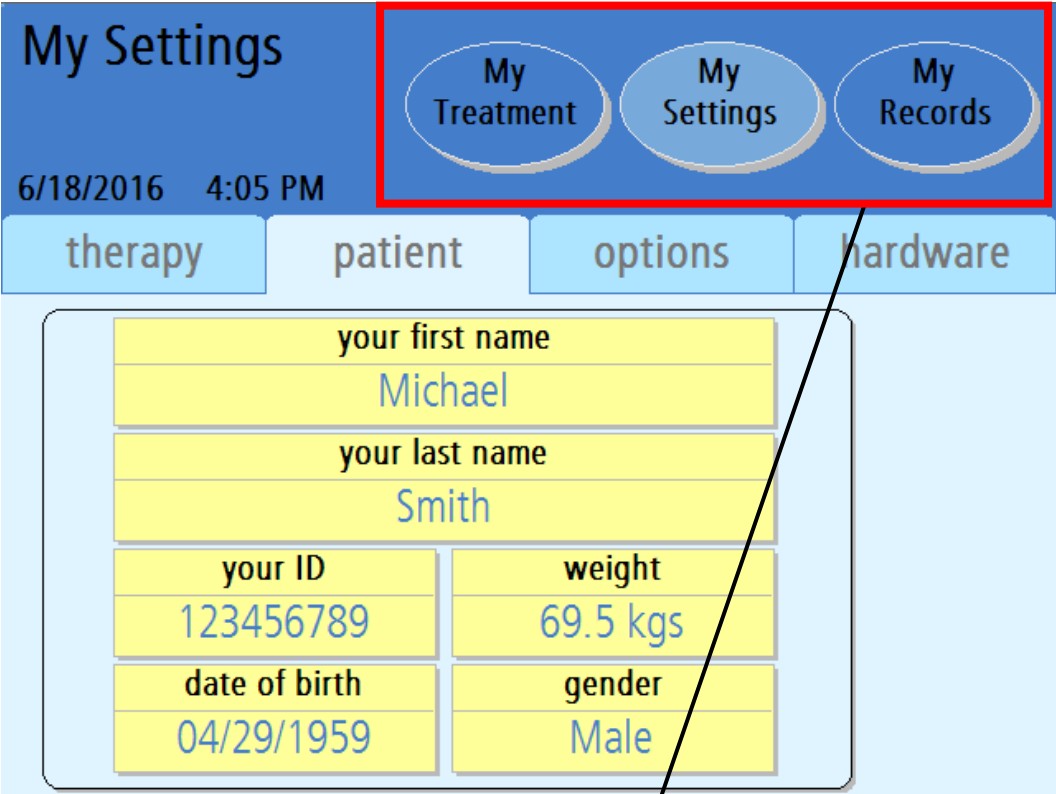 My Settings
My
Treatment
My
Settings
My
Records
6/18/2016 4:05 PM
therapy patient options hardware
your first name
Michael
your last name
Smith
your ID weight
123456789 69.5 kgs
date of birth gender
04/29/1959 Male